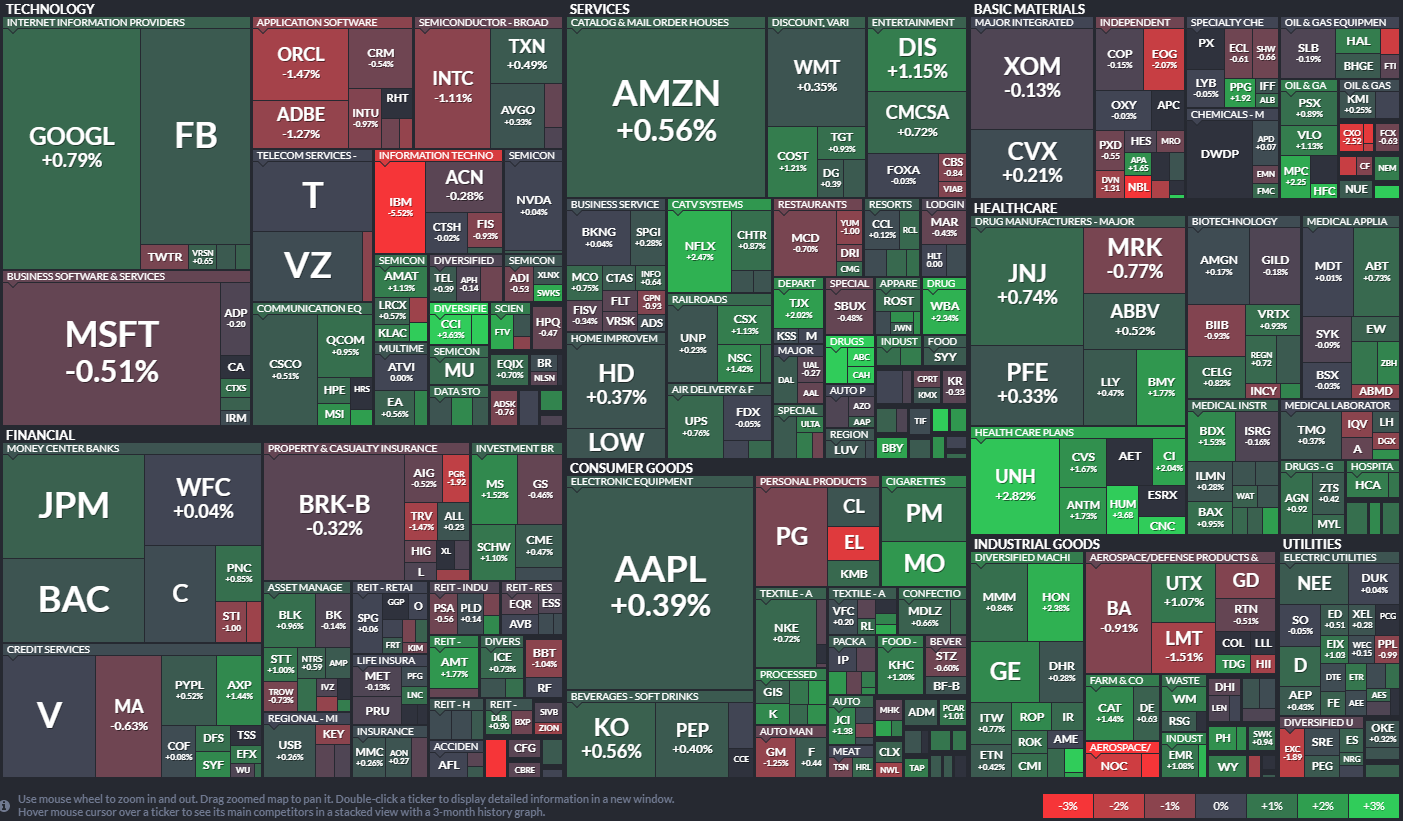 TECHNOLOGY
INTERNET INFORMATION PROVIDERS
GOOGL
+0.79%
FB
TWTR
VRSN
+0.65
APPLICATION SOFTWARE
ORCL
-1.47%
CRM
-0.54%
ADBE
-1.27%
INTU
-0.97%
RHT
SEMICONDUCTOR - BROAD
INTC
-1.11%
TXN
+0.49%
AVGO
+0.33%
BUSINESS SOFTWARE & SERVICES
MSFT
-0.51%
ADP
-0.20
CA
CTXS
IRM
TELECOM SERVICES -
T
VZ
INFORMATION TECHNO
IBM
-5.52%
ACN
-0.28%
CTSH
-0.02%
FIS
-0.93%
SEMICON
NVDA
+0.04%
COMMUNICATION EQ
CSCO
+0.51%
QCOM
+0.95%
HPE
HRS
MSI
SEMICON
AMAT
+1.13%
LRCX
+0.57%
KLAC
DIVERSIFIED
TEL
+0.39
APH
-0.14
SEMICON
ADI
-0.53
XLNX
SWKS
DIVERSIFIE
CCI
+3.63%
SCIEN
FTV
HPQ
-0.47
MULTIME
ATVI
0.00%
EA
+0.56%
SEMICON
MU
EQIX
+0.70%
BR
NLSN
DATA STO
ADSK
-0.76
SERVICES
CATALOG & MAIL ORDER HOUSES
AMZN
+0.56%
DISCOUNT, VARI
WMT
+0.35%
COST
+1.21%
TGT
+0.93%
DG
+0.39
ENTERTAINMENT
DIS
+1.15%
CMCSA
+0.72%
FOXA
-0.03%
CBS
-0.84
VIAB
BUSINESS SERVICE
BKNG
+0.04%
SPGI
+0.28%
MCO
+0.75%
CTAS
INFO
+0.64
FISV
-0.34%
FLT
GPN
-0.93
VRSK
ADS
CATV SYSTEMS
NFLX
+2.47%
CHTR
+0.87%
RESTAURANTS
MCD
-0.70%
YUM
-1.00
DRI
CMG
RESORTS
CCL
+0.12%
RCL
LODGIN
MAR
-0.43%
HLT
0.00
RAILROADS
UNP
+0.23%
CSX
+1.13%
NSC
+1.42%
DEPART
TJX
+2.02%
KSS
M
SPECIAL
SBUX
-0.48%
APPARE
ROST
JWN
DRUG
WBA
+2.34%
HOME IMPROVEM
HD
+0.37%
LOW
MAJOR
DAL
UAL
-0.27
AAL
DRUGS
ABC
CAH
INDUST
FOOD
SYY
AIR DELIVERY & F
UPS
+0.76%
FDX
-0.05%
SPECIAL
ULTA
AUTO P
AZO
AAP
CPRT
KMX
KR
-0.33
REGION
LUV
TIF
BBY
BASIC MATERIALS
MAJOR INTEGRATED
XOM
-0.13%
CVX
+0.21%
INDEPENDENT
COP
-0.15%
EOG
-2.07%
OXY
-0.03%
APC
PXD
-0.55
HES
MRO
APA
+1.65
DVN
-1.31
NBL
SPECIALTY CHE
PX
ECL
-0.61
SHW
-0.66
LYB
-0.05%
PPG
+1.92
IFF
ALB
CHEMICALS - M
DWDP
APD
+0.07
EMN
FMC
OIL & GAS EQUIPMEN
SLB
-0.19%
HAL
BHGE
FTI
OIL & GA
PSX
+0.89%
VLO
+1.13%
MPC
+2.25
HFC
OIL & GAS
KMI
+0.25%
CXO
-2.52
FCX
-0.63
CF
NEM
NUE
HEALTHCARE
DRUG MANUFACTURERS - MAJOR
JNJ
+0.74%
MRK
-0.77%
ABBV
+0.52%
PFE
+0.33%
LLY
+0.47%
BMY
+1.77%
BIOTECHNOLOGY
AMGN
+0.17%
GILD
-0.18%
BIIB
-0.93%
VRTX
+0.93%
CELG
+0.82%
REGN
+0.72
INCY
MEDICAL APPLIA
MDT
+0.01%
ABT
+0.73%
SYK
-0.09%
EW
BSX
-0.03%
ZBH
ABMD
HEALTH CARE PLANS
UNH
+2.82%
CVS
+1.67%
AET
CI
+2.04%
ANTM
+1.73%
HUM
+3.68
ESRX
CNC
MEDICAL INSTR
BDX
+1.53%
ISRG
-0.16%
ILMN
+0.28%
WAT
BAX
+0.95%
MEDICAL LABORATOR
TMO
+0.37%
IQV
LH
A
DGX
DRUGS - G
AGN
+0.92
ZTS
+0.42
MYL
HOSPITA
HCA
FINANCIAL
MONEY CENTER BANKS
JPM
WFC
+0.04%
BAC
C
PNC
+0.85%
STI
-1.00
PROPERTY & CASUALTY INSURANCE
BRK-B
-0.32%
AIG
-0.52%
PGR
-1.92
TRV
-1.47%
ALL
+0.23
HIG
XL
L
INVESTMENT BR
MS
+1.52%
GS
-0.46%
SCHW
+1.10%
CME
+0.47%
CREDIT SERVICES
V
MA
-0.63%
PYPL
+0.52%
AXP
+1.44%
COF
+0.08%
DFS
TSS
SYF
EFX
WU
ASSET MANAGE
BLK
+0.96%
BK
-0.14%
STT
+1.00%
NTRS
+0.59
AMP
TROW
-0.73%
IVZ
REGIONAL - MI
USB
+0.26%
KEY
REIT - RETAI
SPG
+0.06
GGP
O
FRT
KIM
REIT - INDU
PSA
-0.56
PLD
+0.14
REIT - RES
EQR
ESS
AVB
LIFE INSURA
MET
-0.13%
PFG
LNC
PRU
REIT -
AMT
+1.77%
DIVERS
ICE
+0.73%
BBT
-1.04%
RF
INSURANCE
MMC
+0.26%
AON
+0.27
REIT - H
REIT -
DLR
+0.90
BXP
SIVB
ZION
ACCIDEN
AFL
CFG
CBRE
CONSUMER GOODS
ELECTRONIC EQUIPMENT
AAPL
+0.39%
PERSONAL PRODUCTS
PG
CL
EL
KMB
CIGARETTES
PM
MO
BEVERAGES - SOFT DRINKS
KO
+0.56%
PEP
+0.40%
CCE
TEXTILE - A
NKE
+0.72%
TEXTILE - A
VFC
+0.20
RL
CONFECTIO
MDLZ
+0.66%
PACKA
IP
FOOD -
KHC
+1.20%
BEVER
STZ
-0.60%
BF-B
PROCESSED
GIS
K
AUTO
JCI
+1.38
MHK
ADM
PCAR
+1.01
AUTO MAN
GM
-1.25%
F
+0.44
MEAT
TSN
HRL
CLX
NWL
TAP
INDUSTRIAL GOODS
DIVERSIFIED MACHI
MMM
+0.84%
HON
+2.38%
GE
DHR
+0.28%
ITW
+0.77%
ROP
IR
ROK
AME
ETN
+0.42%
CMI
AEROSPACE/DEFENSE PRODUCTS &
BA
-0.91%
UTX
+1.07%
GD
LMT
-1.51%
RTN
-0.51%
COL
LLL
TDG
HII
FARM & CO
CAT
+1.44%
DE
+0.63
WASTE
WM
RSG
DHI
LEN
AEROSPACE/
NOC
INDUST
EMR
+1.08%
PH
SWK
+0.94
WY
UTILITIES
ELECTRIC UTILITIES
NEE
DUK
+0.04%
SO
-0.05%
ED
+0.51
XEL
+0.28
PCG
EIX
+1.03
WEC
+0.15
PPL
-0.99
D
DTE
ETR
AEP
+0.43%
FE
AEE
AES
DIVERSIFIED U
EXC
-1.89
SRE
ES
OKE
+0.32%
PEG
NRG
Use mouse wheel to zoom in and out. Drag zoomed map to pan it. Double-click a ticker to display detailed information in a new window.
Hover mouse cursor over a ticker to see its main competitors in a stacked view with a 3-month history graph.
-3%
-2%
-1%
0%
+1%
+2%
+3%